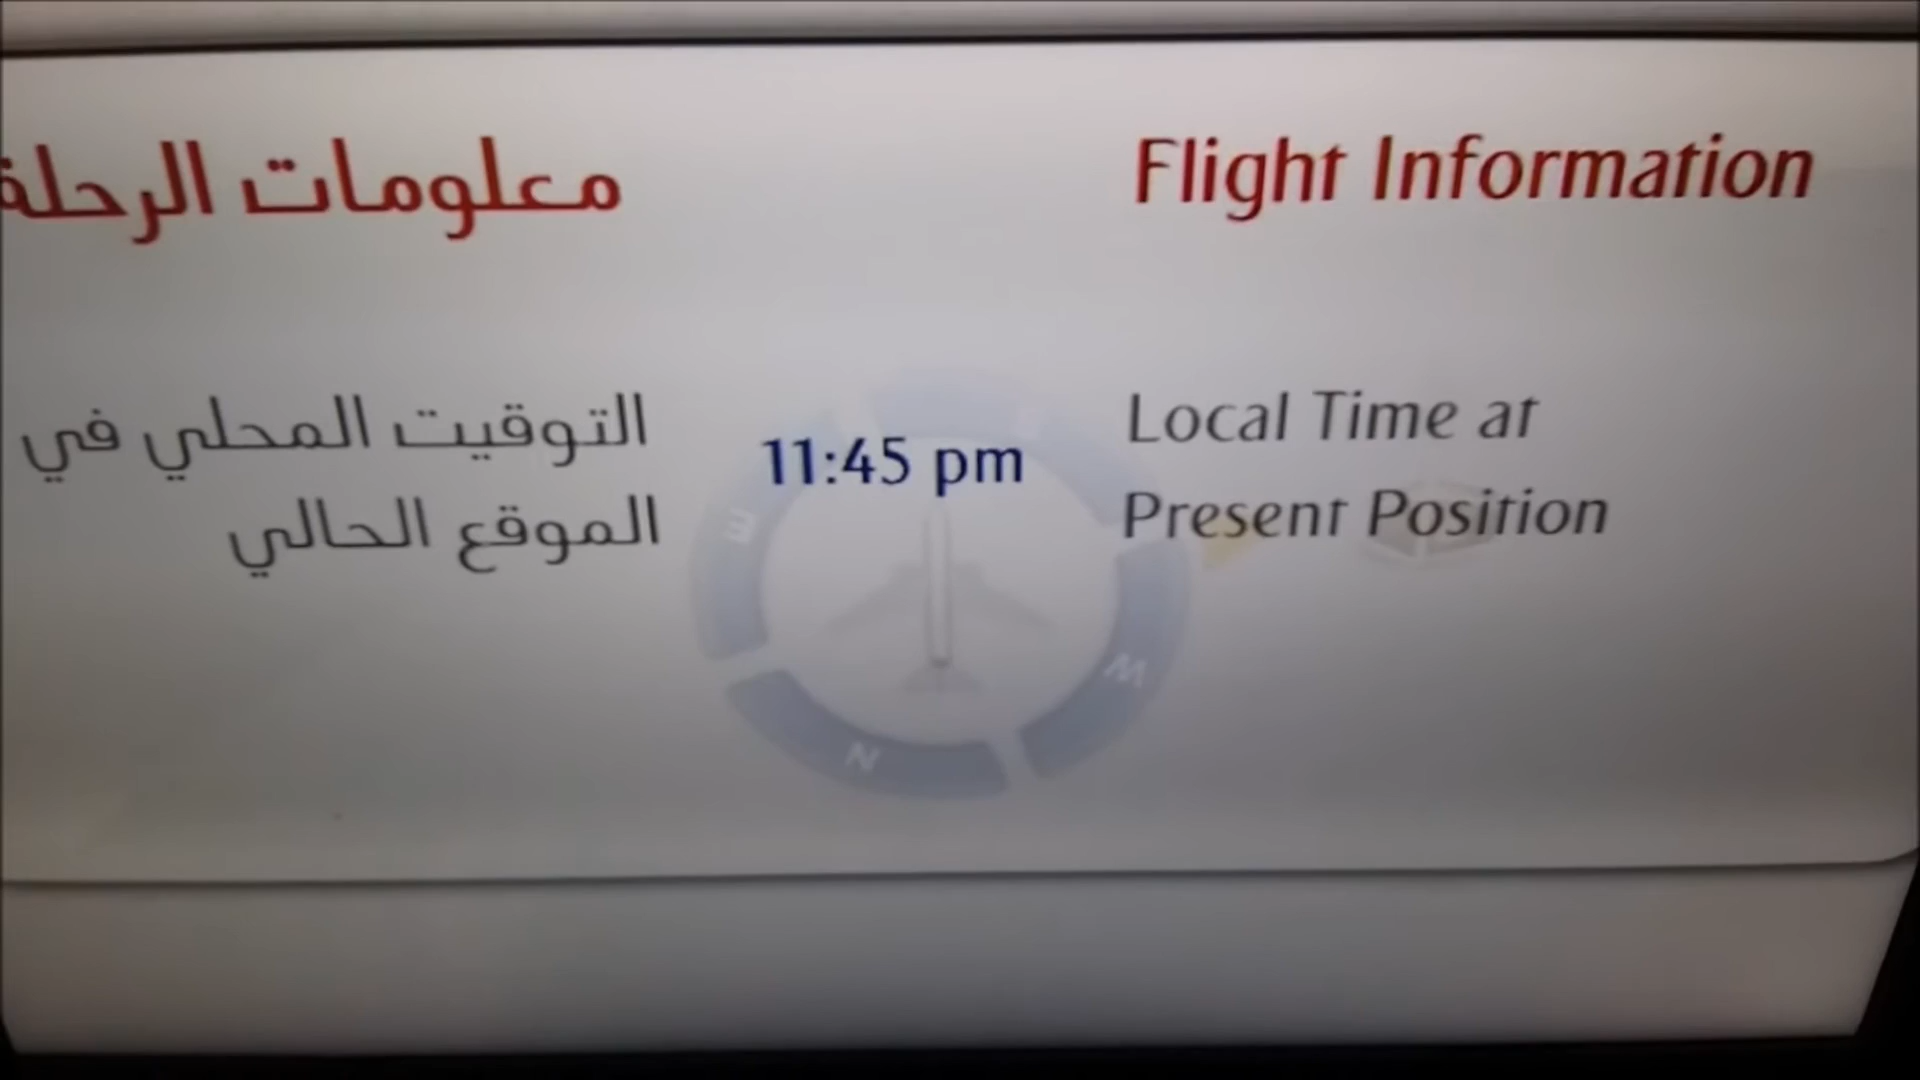 معلومات الرحلة
Flight Information
التوقيت المحلي في
الموقع الحالي
11:45 pm
Local Time at
Present Position
E
W
N